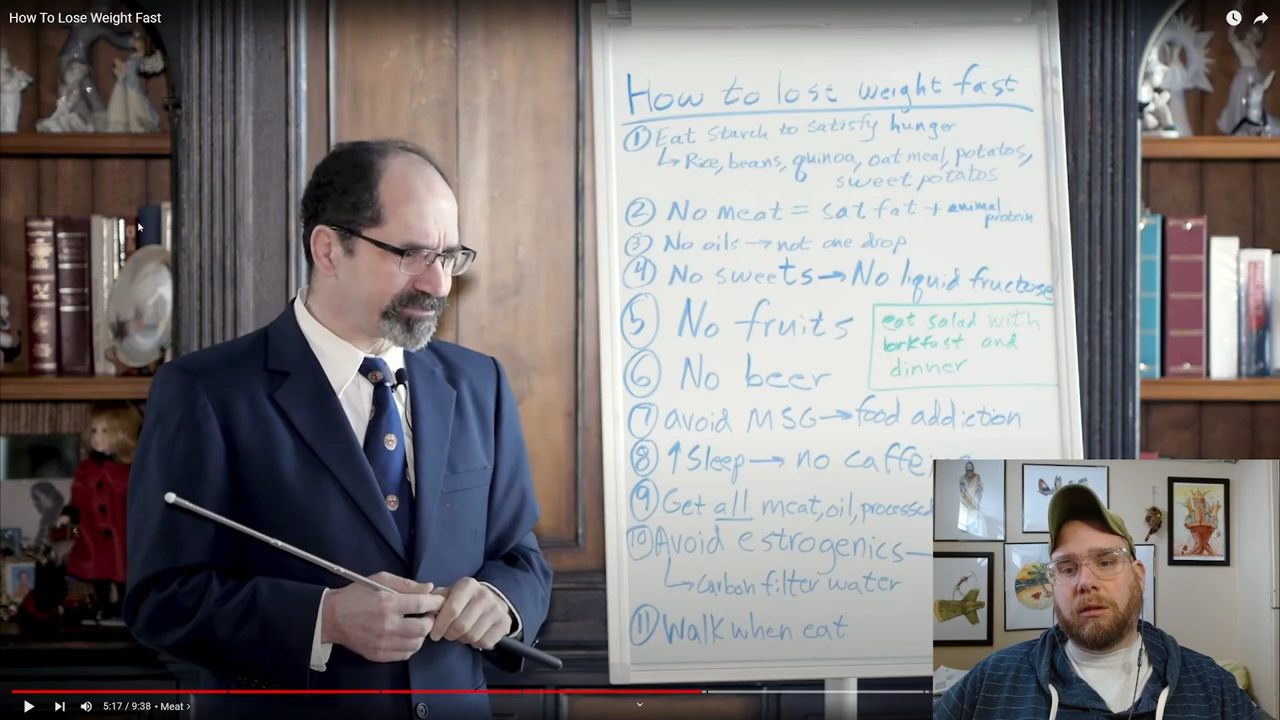 How To Lose Weight Fast
How to lose weight fast
① Eat starch to satisfy hunger
↳ Rice, beans, quinoa, oatmeal, potatos,
sweet potatos
② No meat = sat fat + animal protein
③ No oils → not one drop
④ No sweets → No liquid fructose
⑤ No fruits
eat salad with
brkfast and
dinner
⑥ No beer
⑦ avoid MSG → food addiction
⑧ ↑ Sleep → no caffe
⑨ Get all meat, oil, processed
⑩ Avoid estrogenics —
↳ Carbon filter water
⑪ Walk when eat
5:17 / 9:38 • Meat >